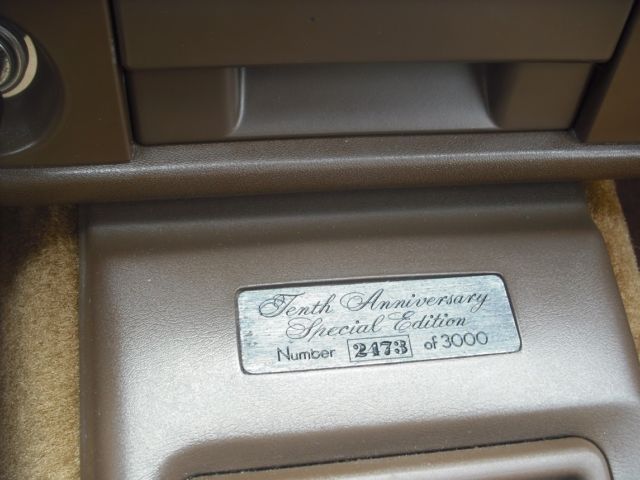 Tenth Anniversary
Special Edition
Number 2473 of 3000